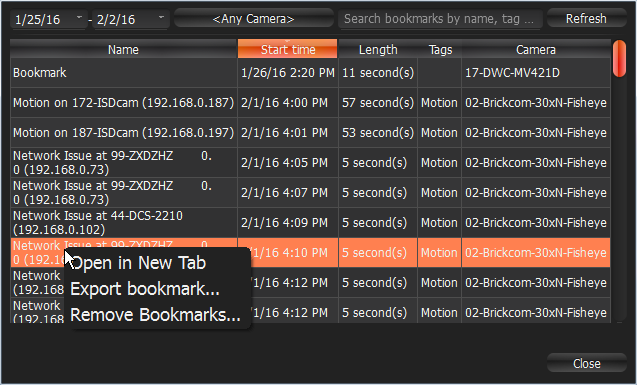 1/25/16 - 2/2/16 <Any Camera> Search bookmarks by name, tag ... Refresh
Name Start time Length Tags Camera
Bookmark 1/26/16 2:20 PM 11 second(s) 17-DWC-MV421D
Motion on 172-ISDcam (192.168.0.187) 2/1/16 4:00 PM 57 second(s) Motion 02-Brickcom-30xN-Fisheye
Motion on 187-ISDcam (192.168.0.197) 2/1/16 4:01 PM 53 second(s) Motion 02-Brickcom-30xN-Fisheye
Network Issue at 99-ZXDZHZ 0.
0 (192.168.0.73) 2/1/16 4:05 PM 5 second(s) Motion 02-Brickcom-30xN-Fisheye
Network Issue at 99-ZXDZHZ 0.
0 (192.168.0.73) 2/1/16 4:07 PM 5 second(s) Motion 02-Brickcom-30xN-Fisheye
Network Issue at 44-DCS-2210
(192.168.0.102) 2/1/16 4:09 PM 5 second(s) Motion 02-Brickcom-30xN-Fisheye
Network Issue at 99-ZXDZHZ 0.
0 (192.16 /1/16 4:10 PM 5 second(s) Motion 02-Brickcom-30xN-Fisheye
Open in New Tab
Network
0 (192.16 /1/16 4:12 PM 5 second(s) Motion 02-Brickcom-30xN-Fisheye
Export bookmark...
Network
(192.168 /1/16 4:12 PM 5 second(s) Motion 02-Brickcom-30xN-Fisheye
Remove Bookmarks...
Close